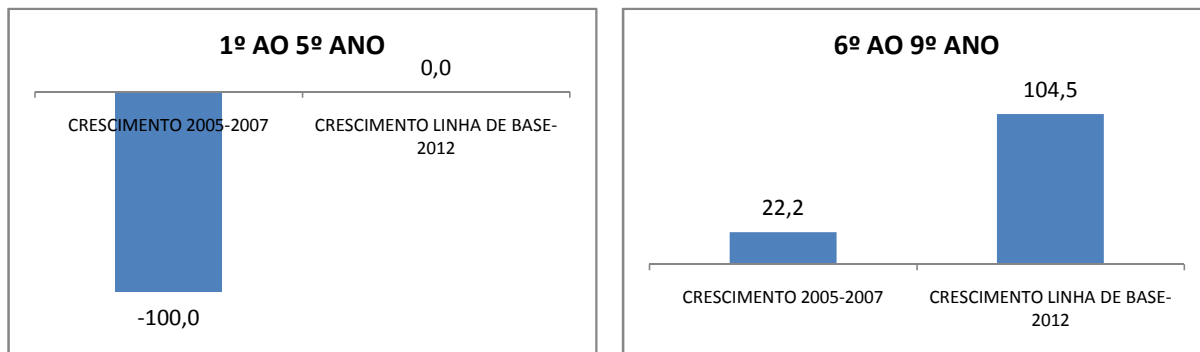 1º AO 5º ANO
0,0
CRESCIMENTO 2005-2007
CRESCIMENTO LINHA DE BASE-
2012
-100,0
6º AO 9º ANO
104,5
22,2
CRESCIMENTO 2005-2007
CRESCIMENTO LINHA DE BASE-
2012